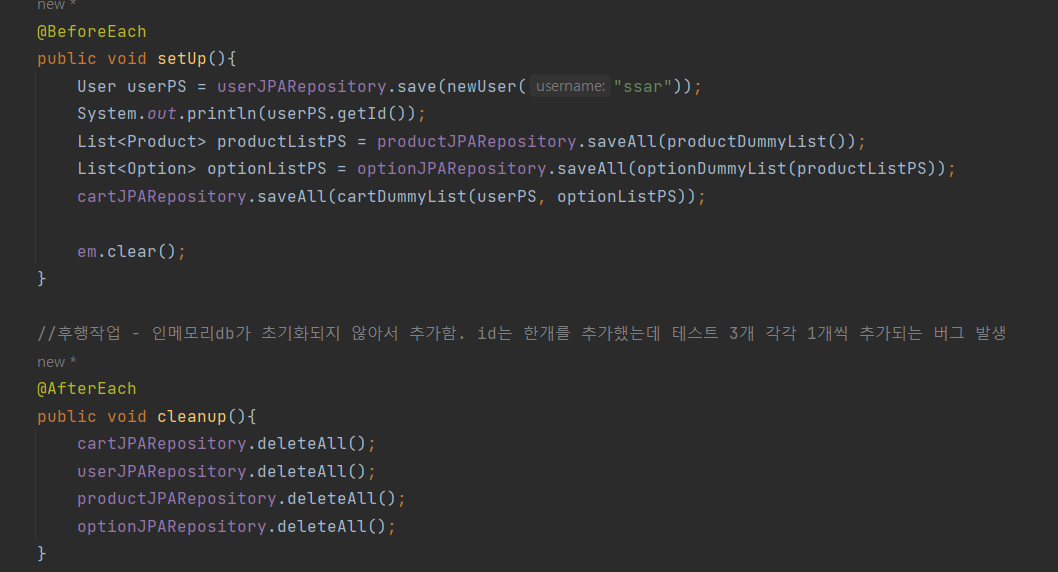 new *
@BeforeEach
public void setUp(){
    User userPS = userJPARepository.save(newUser( username: "ssar"));
    System.out.println(userPS.getId());
    List<Product> productListPS = productJPARepository.saveAll(productDummyList());
    List<Option> optionListPS = optionJPARepository.saveAll(optionDummyList(productListPS));
    cartJPARepository.saveAll(cartDummyList(userPS, optionListPS));
    em.clear();
}
//후행작업 - 인메모리db가 초기화되지 않아서 추가함. id는 한개를 추가했는데 테스트 3개 각각 1개씩 추가되는 버그 발생
new *
@AfterEach
public void cleanup(){
    cartJPARepository.deleteAll();
    userJPARepository.deleteAll();
    productJPARepository.deleteAll();
    optionJPARepository.deleteAll();
}